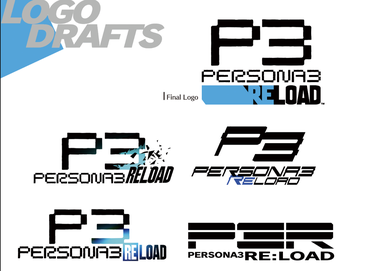 LOGO
DRAFTS
P3
PERSONA3
RELOAD
Final Logo
P3
PERSONA3 RELOAD
P3
PERSONA3
RELOAD
P3
PERSONA3 RELOAD
P3R
PERSONA3 RE:LOAD